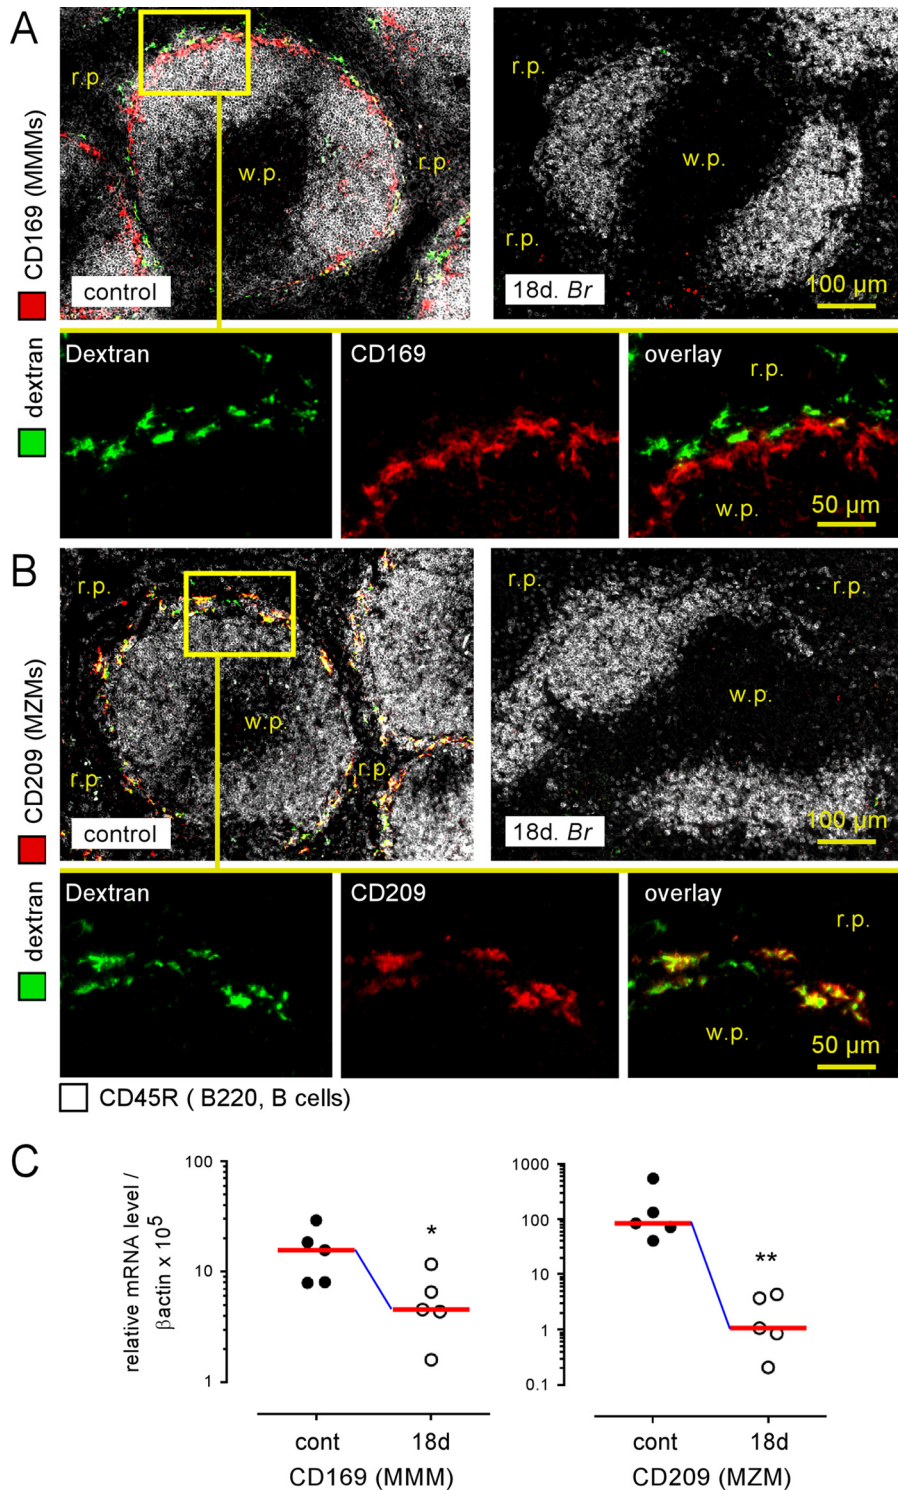 A
CD169 (MMMs)
dextran
r.p.
w.p.
r.p.
control
r.p.
w.p.
r.p.
18d. Br
100 µm
Dextran
CD169
overlay
r.p.
w.p.
50 µm
B
CD209 (MZMs)
dextran
r.p.
w.p.
r.p.
r.p.
control
r.p.
r.p.
w.p.
18d. Br
100 µm
Dextran
CD209
overlay
r.p.
w.p.
50 µm
CD45R ( B220, B cells)
C
relative mRNA level /
βactin x 10⁵
100
10
1
*
cont
18d
CD169 (MMM)
1000
100
10
1
0.1
**
cont
18d
CD209 (MZM)